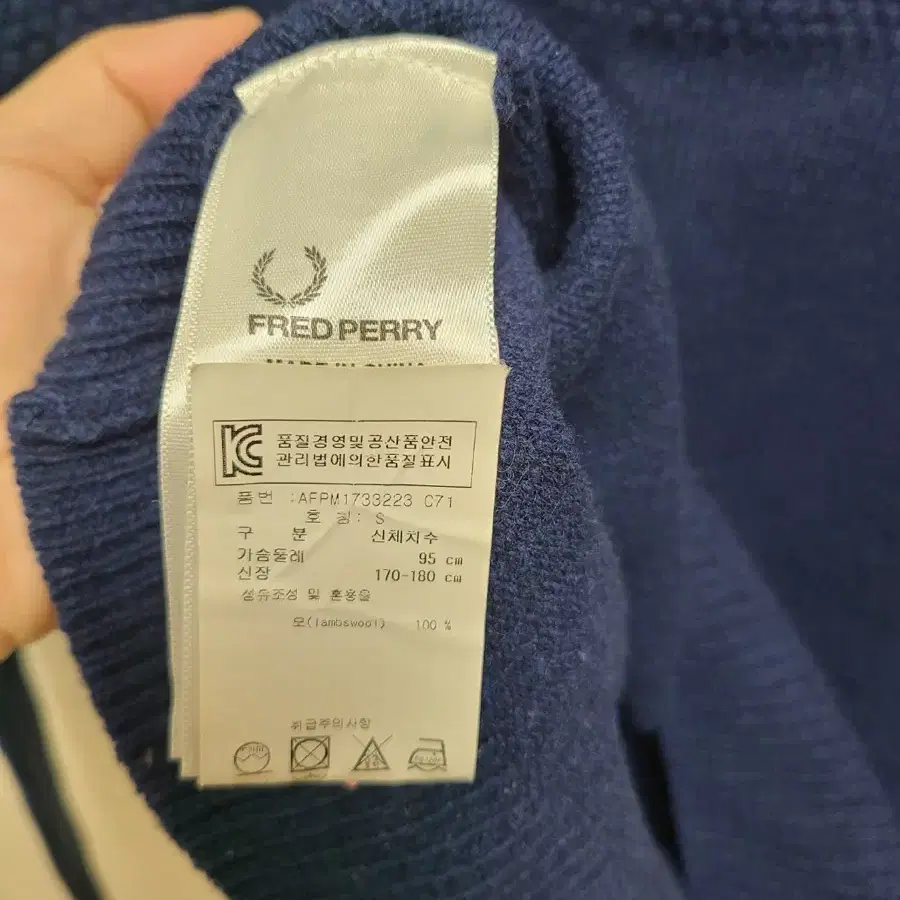 FRED PERRY
MADE IN CHINA
품질경영및공산품안전
관리법에의한품질표시
품번 :AFPM1733223 C71
호 칭: S
구 분 신체치수
가슴둘레 95 cm
신장 170-180 cm
섬유조성 및 혼용율
모(lambswool) 100 %
취급주의사항